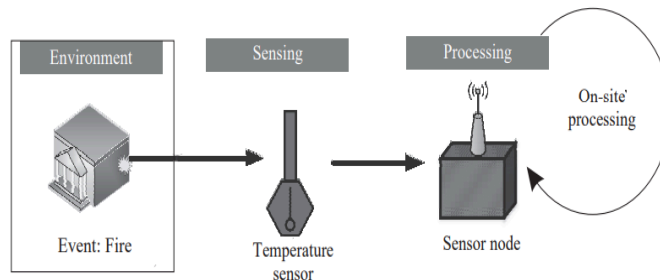 Environment
Sensing
Processing
On-site
processing
Event: Fire
Temperature
sensor
Sensor node